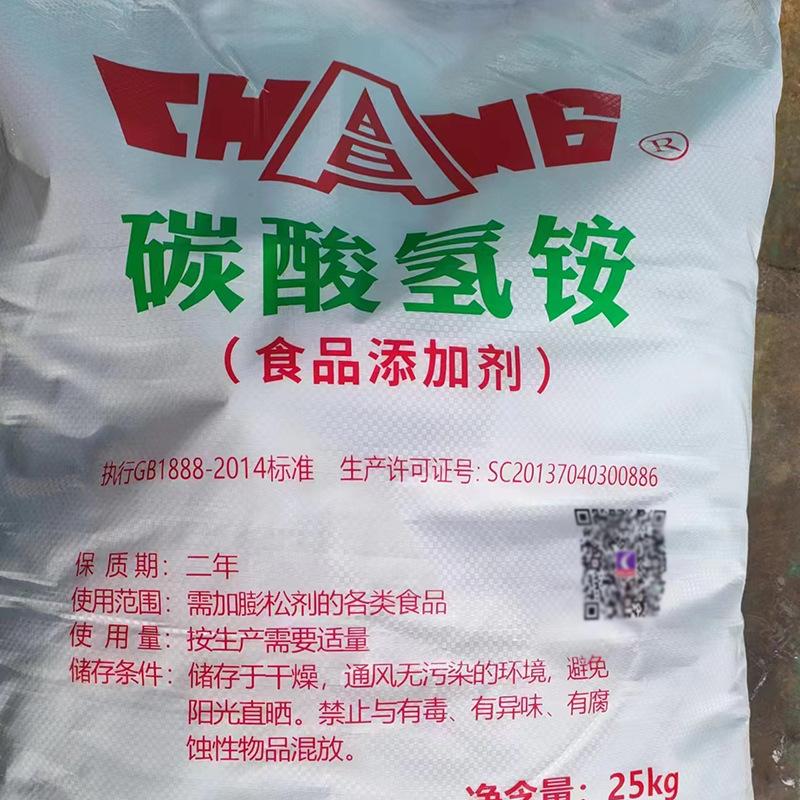 CHANG®
碳酸氢铵
（食品添加剂）
执行GB1888-2014标准 生产许可证号: SC20137040300886
保质期：二年
使用范围：需加膨松剂的各类食品
使用量：按生产需要适量
储存条件：储存于干燥，通风无污染的环境，避免
阳光直晒。禁止与有毒、有异味、有腐
蚀性物品混放。
净含量：25kg